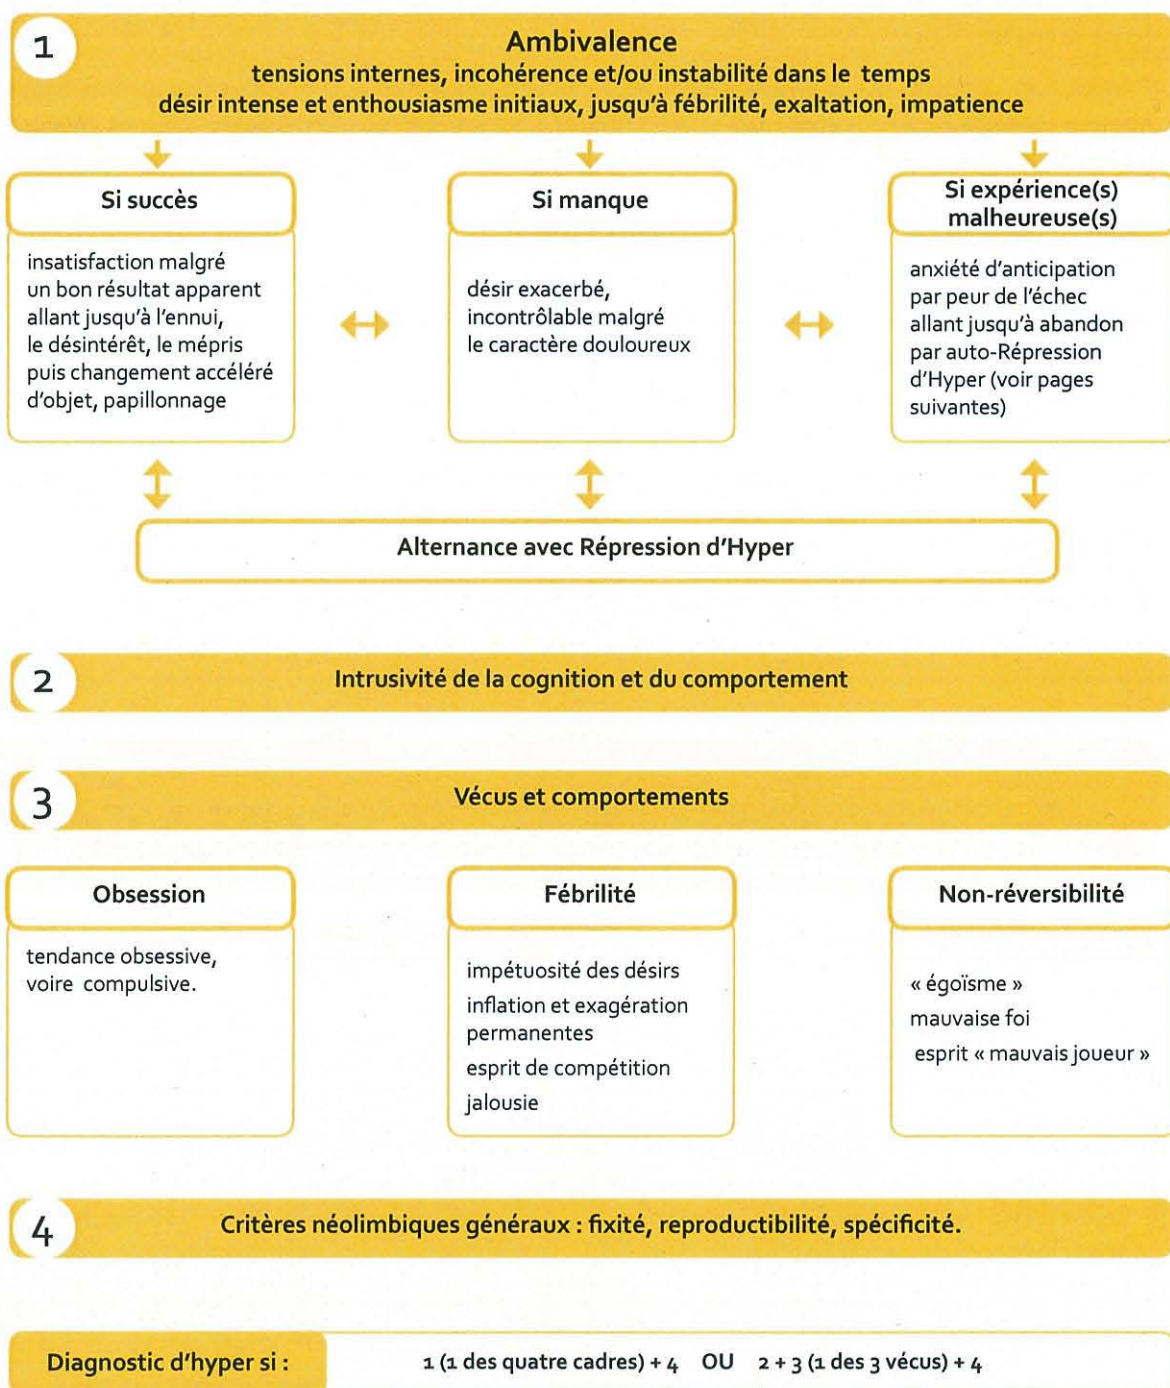 1
Ambivalence
tensions internes, incohérence et/ou instabilité dans le temps
désir intense et enthousiasme initiaux, jusqu'à fébrilité, exaltation, impatience
Si succès
insatisfaction malgré
un bon résultat apparent
allant jusqu'à l'ennui,
le désintérêt, le mépris
puis changement accéléré
d'objet, papillonnage
Si manque
désir exacerbé,
incontrôlable malgré
le caractère douloureux
Si expérience(s)
malheureuse(s)
anxiété d'anticipation
par peur de l'échec
allant jusqu'à abandon
par auto-Répression
d'Hyper (voir pages
suivantes)
Alternance avec Répression d'Hyper
2
Intrusivité de la cognition et du comportement
3
Vécus et comportements
Obsession
tendance obsessive,
voire compulsive.
Fébrilité
impétuosité des désirs
inflation et exagération
permanentes
esprit de compétition
jalousie
Non-réversibilité
« égoïsme »
mauvaise foi
esprit « mauvais joueur »
4
Critères néolimbiques généraux : fixité, reproductibilité, spécificité.
Diagnostic d'hyper si :
1 (1 des quatre cadres) + 4 OU 2 + 3 (1 des 3 vécus) + 4